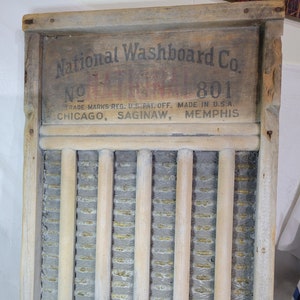 National Washboard Co.
No 801
TRADE MARKS REG. U.S. PAT. OFF. MADE IN U.S.A.
CHICAGO, SAGINAW, MEMPHIS